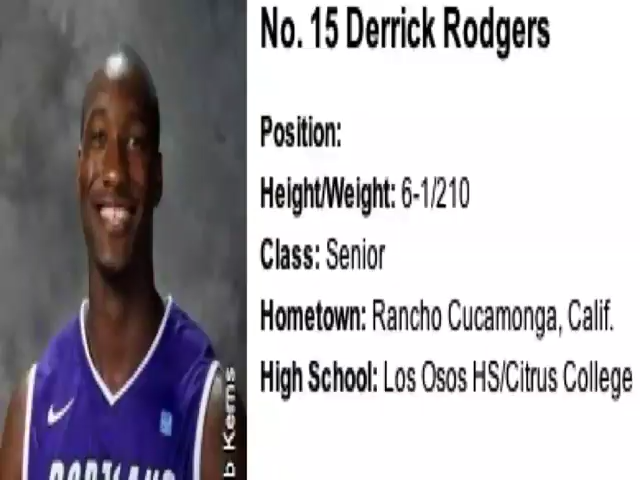 No. 15 Derrick Rodgers
Position:
Height/Weight: 6-1/210
Class: Senior
Hometown: Rancho Cucamonga, Calif.
High School: Los Osos HS/Citrus College
b Kerns